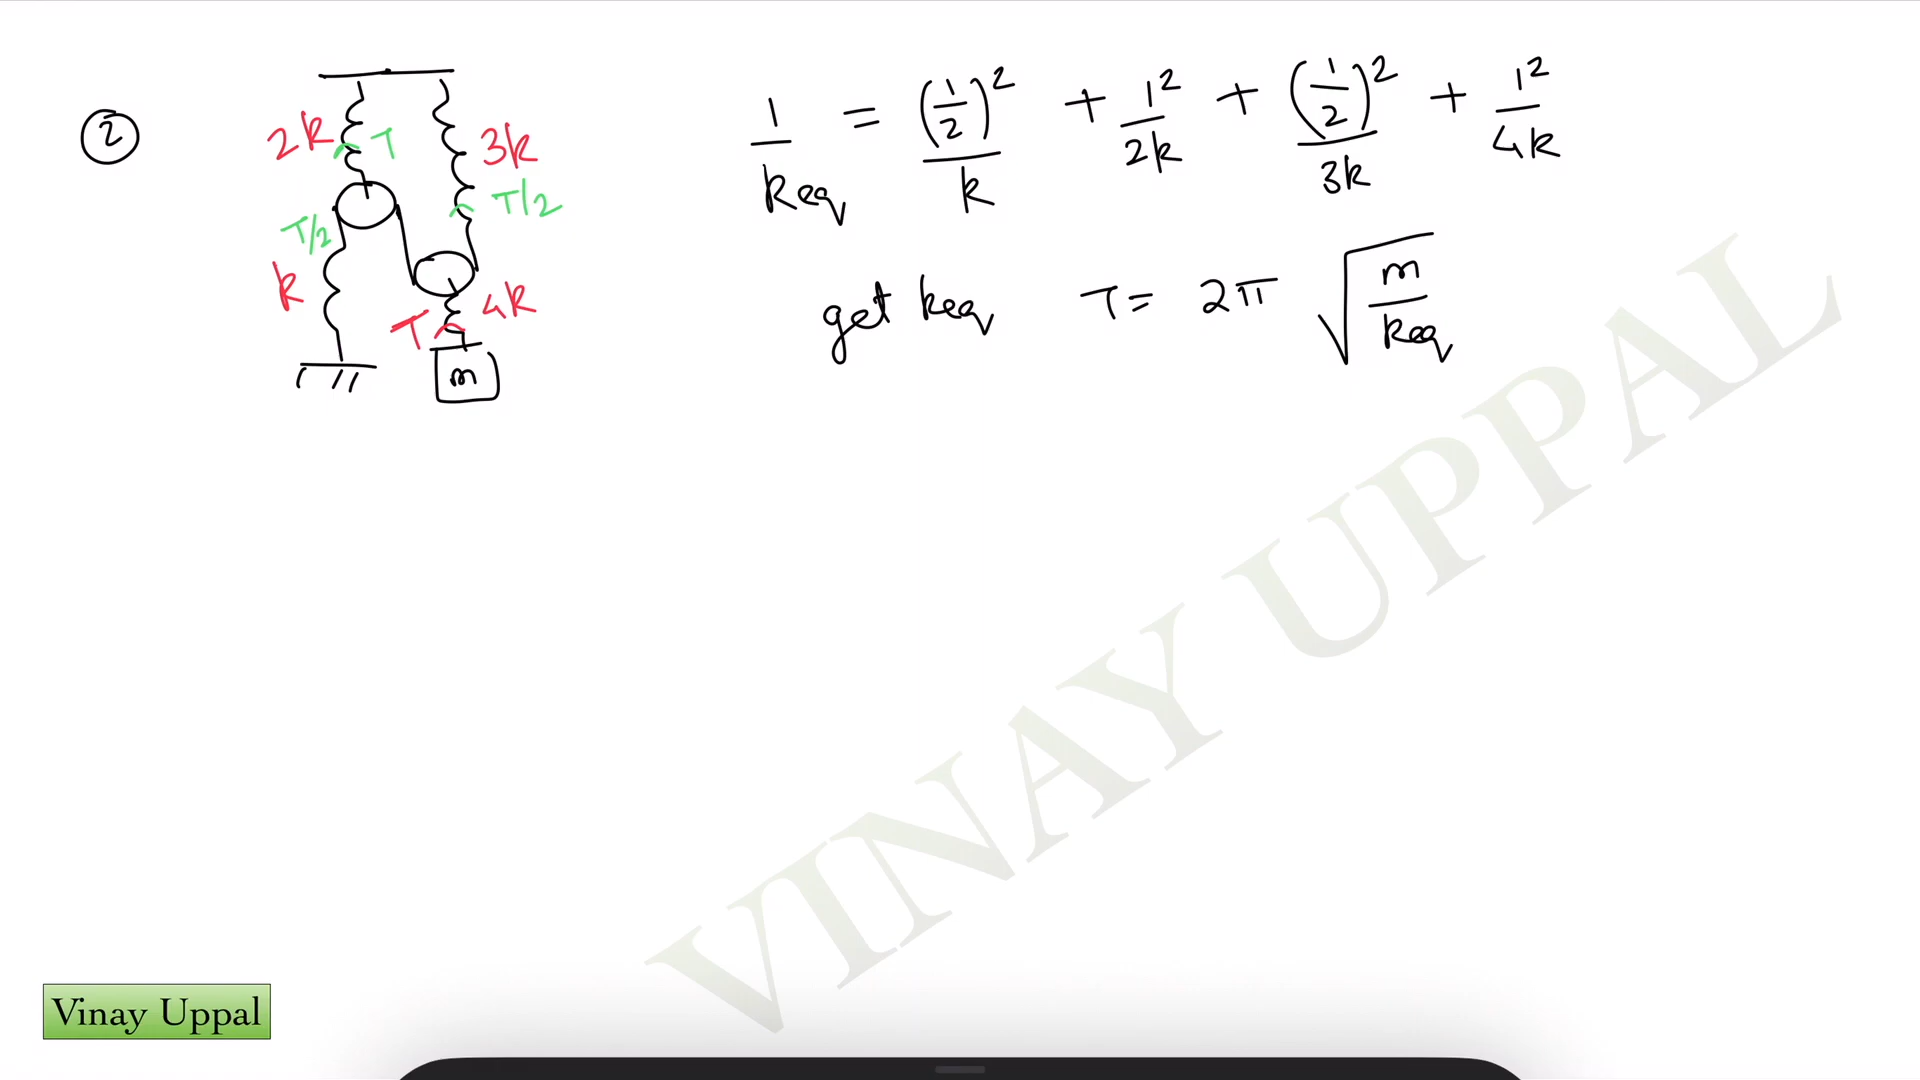 ②
2k T 3k
T/2 T/2
k T 4k
m
1/keq = (1/2)²/k + 1²/2k + (1/2)²/3k + 1²/4k
get keq T = 2π √(m/keq)
VINAY UPPAL
Vinay Uppal